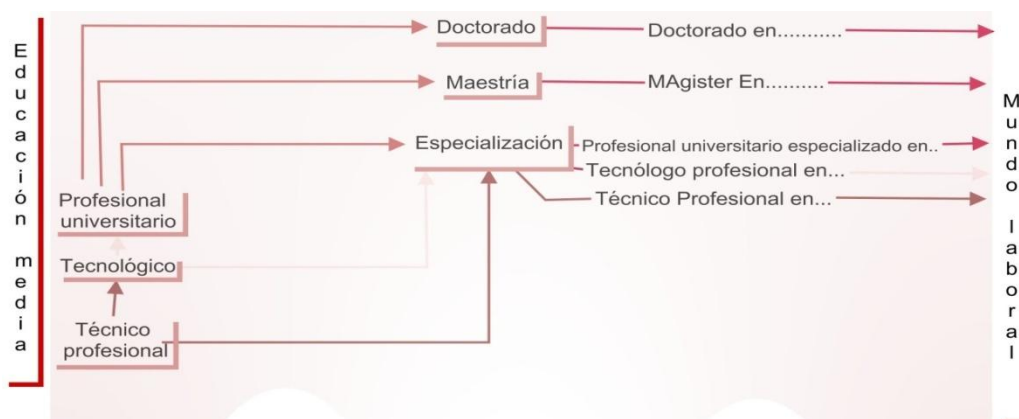 Educación media
Doctorado
Doctorado en...........
Maestría
MAgister En..........
Especialización
Profesional universitario especializado en..
Tecnólogo profesional en...
Técnico Profesional en...
Profesional
universitario
Tecnológico
Técnico
profesional
Mundo laboral